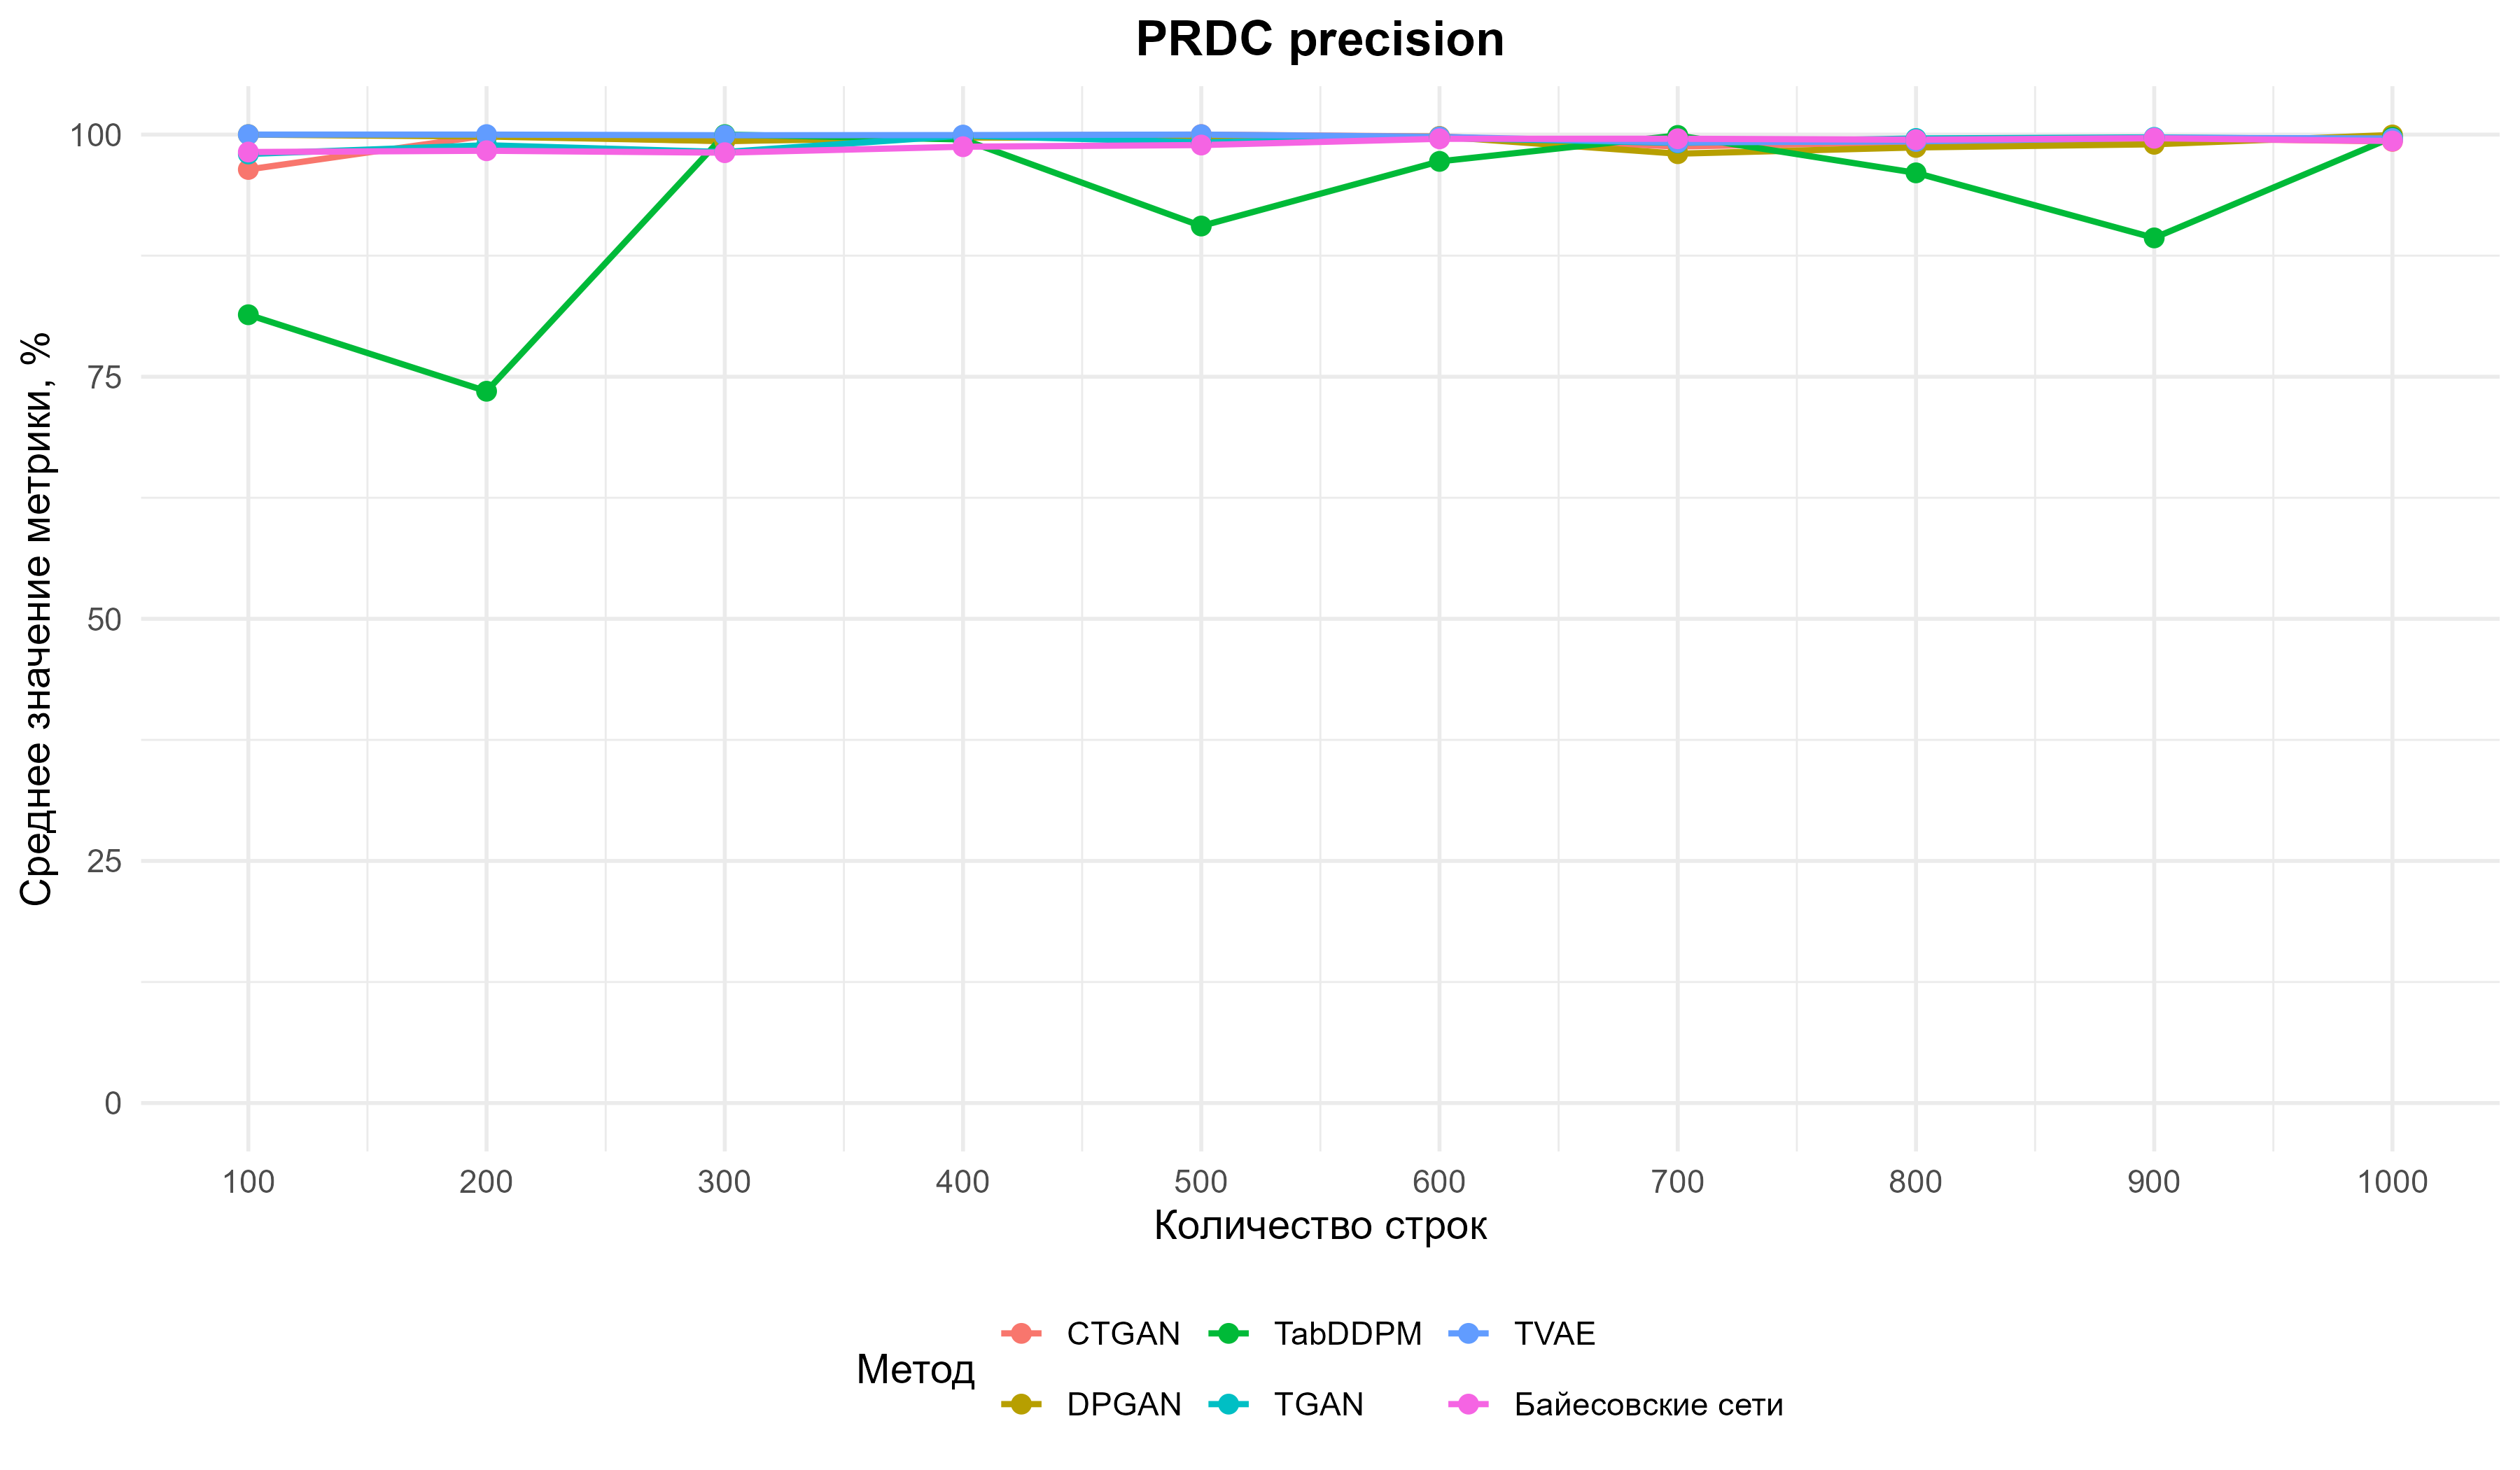 PRDC precision
Среднее значение метрики, %
100
75
50
25
0
100 200 300 400 500 600 700 800 900 1000
Количество строк
Метод
CTGAN TabDDPM TVAE
DPGAN TGAN Байесовские сети